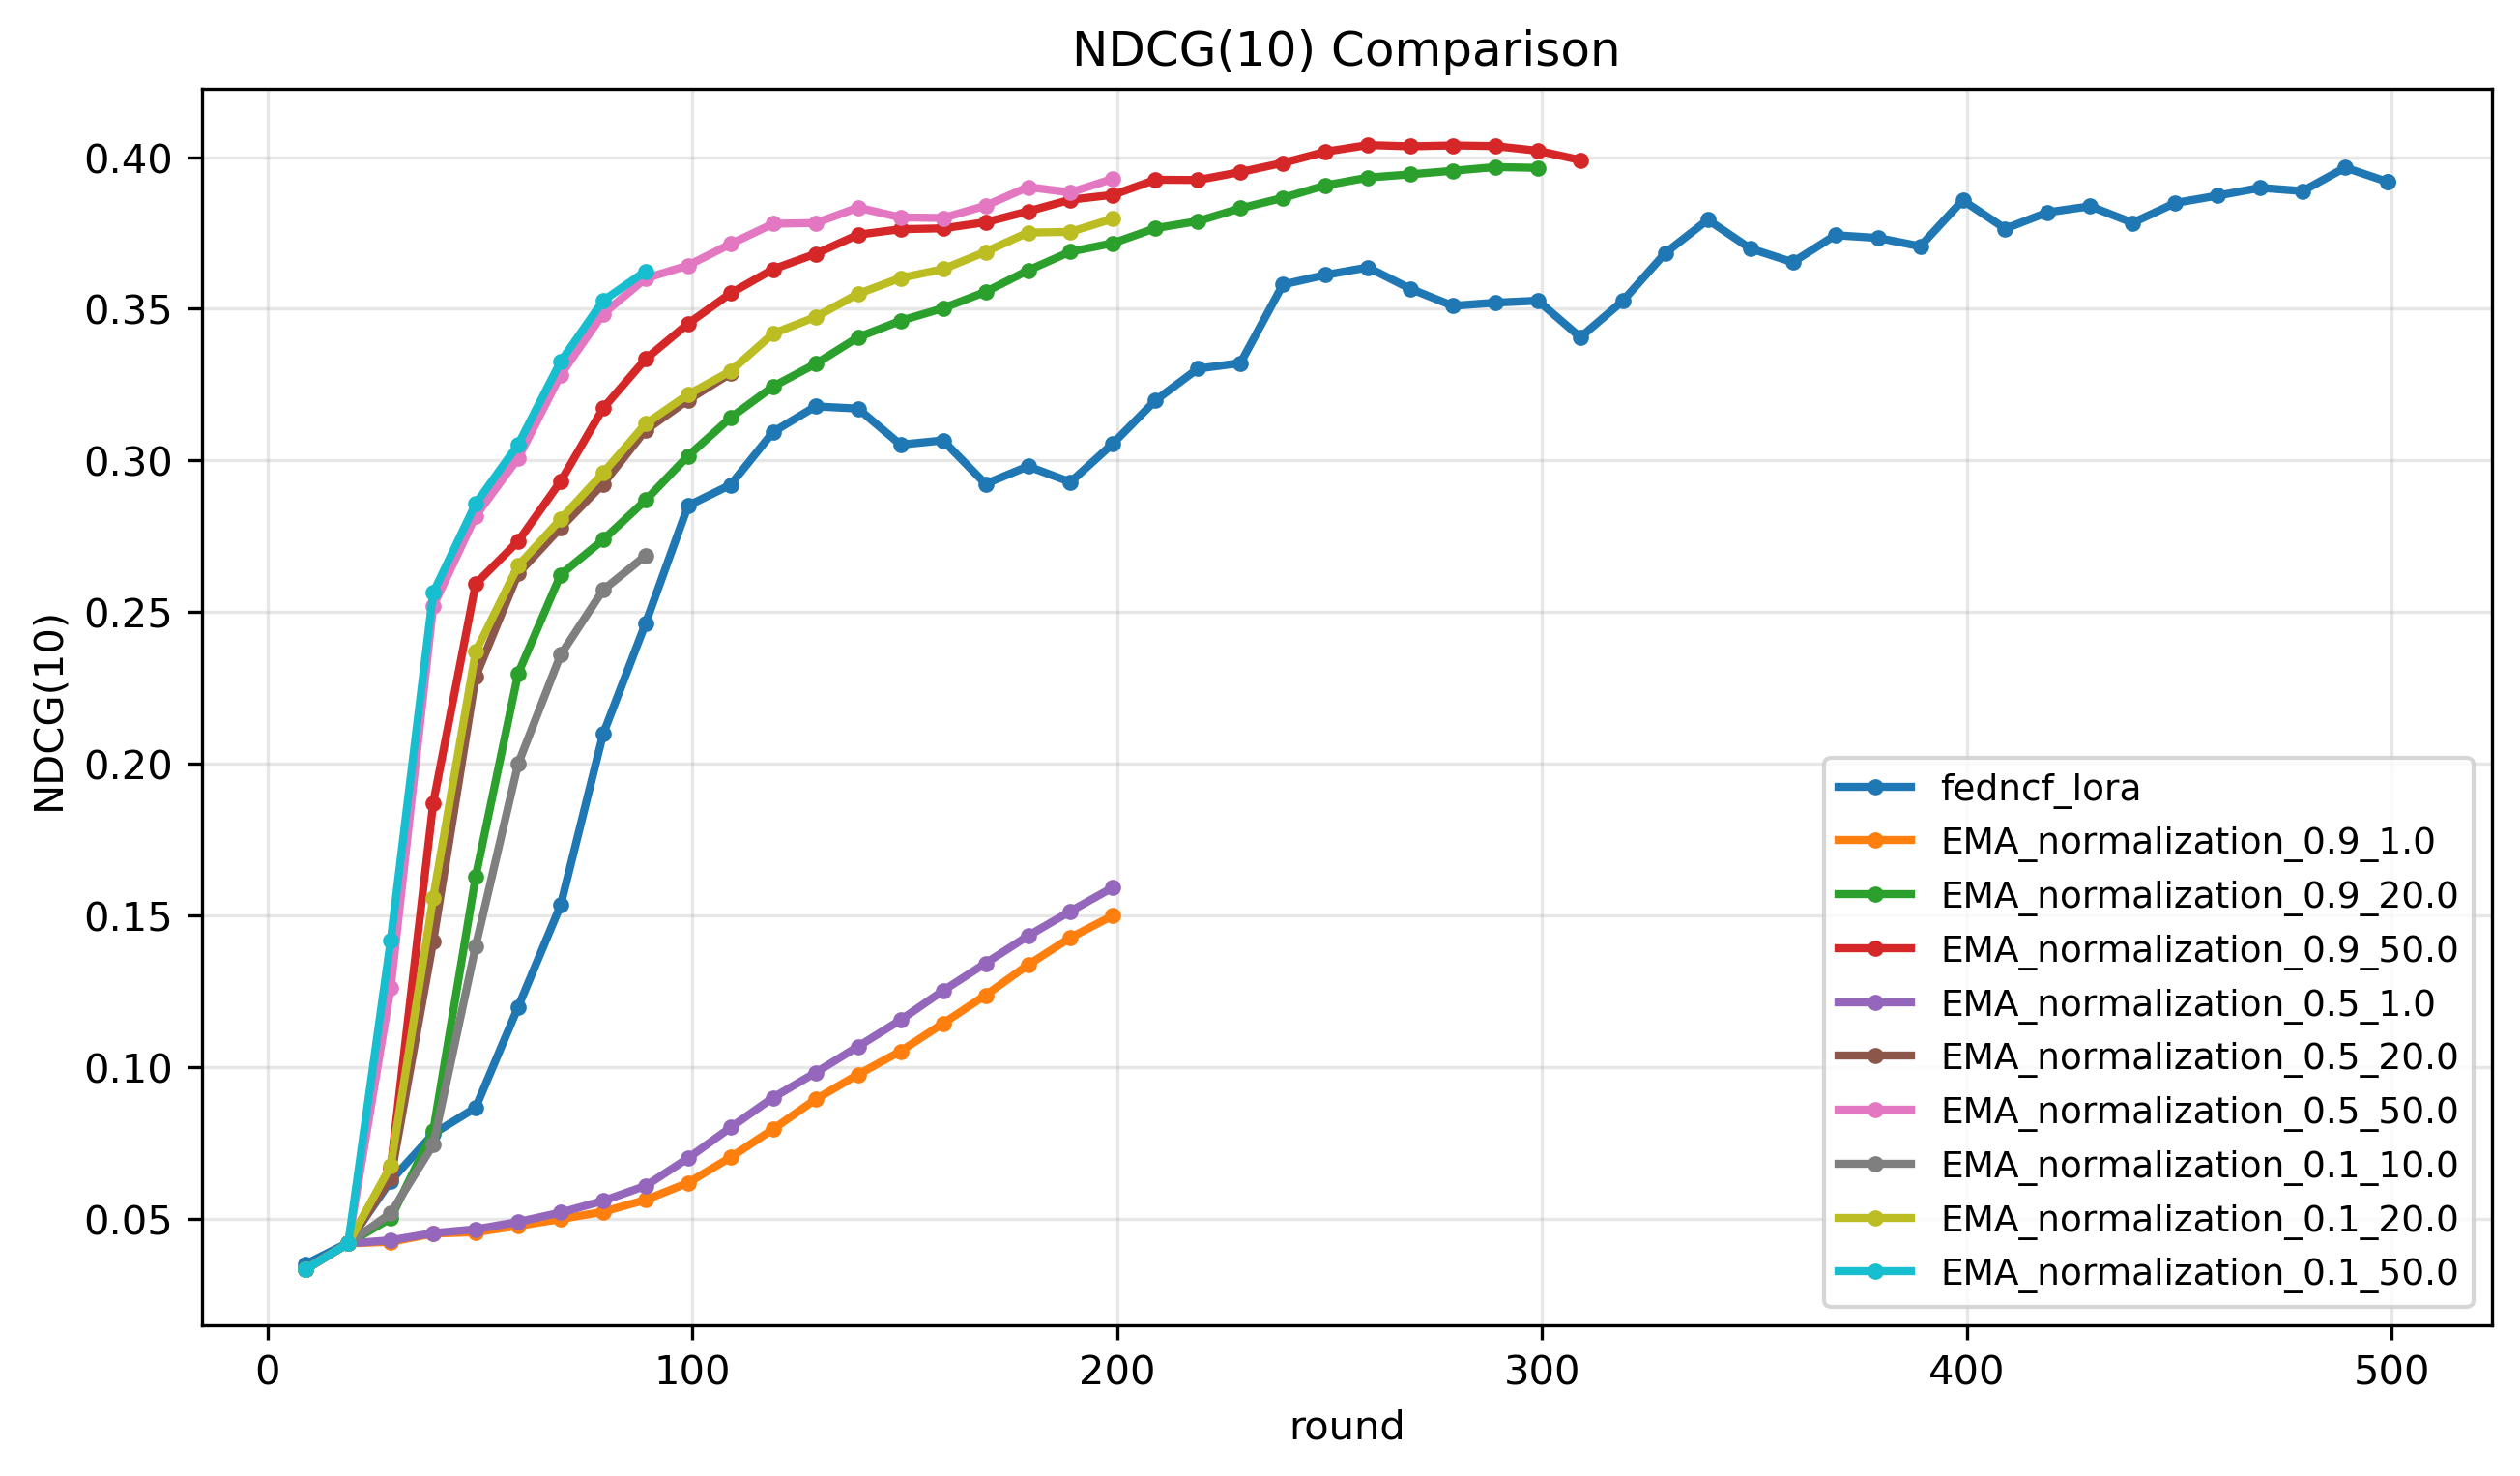 NDCG(10) Comparison
NDCG(10)
0.40
0.35
0.30
0.25
0.20
0.15
0.10
0.05
0 100 200 300 400 500
round
fedncf_lora
EMA_normalization_0.9_1.0
EMA_normalization_0.9_20.0
EMA_normalization_0.9_50.0
EMA_normalization_0.5_1.0
EMA_normalization_0.5_20.0
EMA_normalization_0.5_50.0
EMA_normalization_0.1_10.0
EMA_normalization_0.1_20.0
EMA_normalization_0.1_50.0